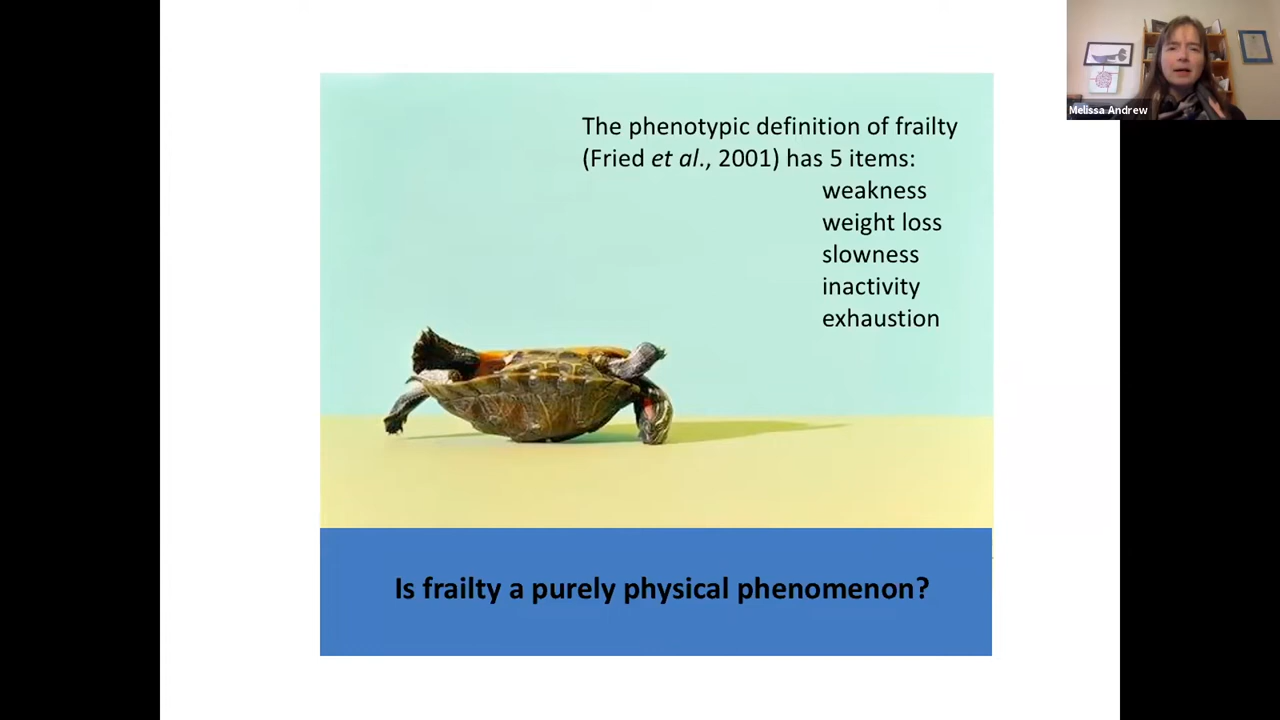 The phenotypic definition of frailty
(Fried et al., 2001) has 5 items:
weakness
weight loss
slowness
inactivity
exhaustion
Is frailty a purely physical phenomenon?
Melissa Andrew